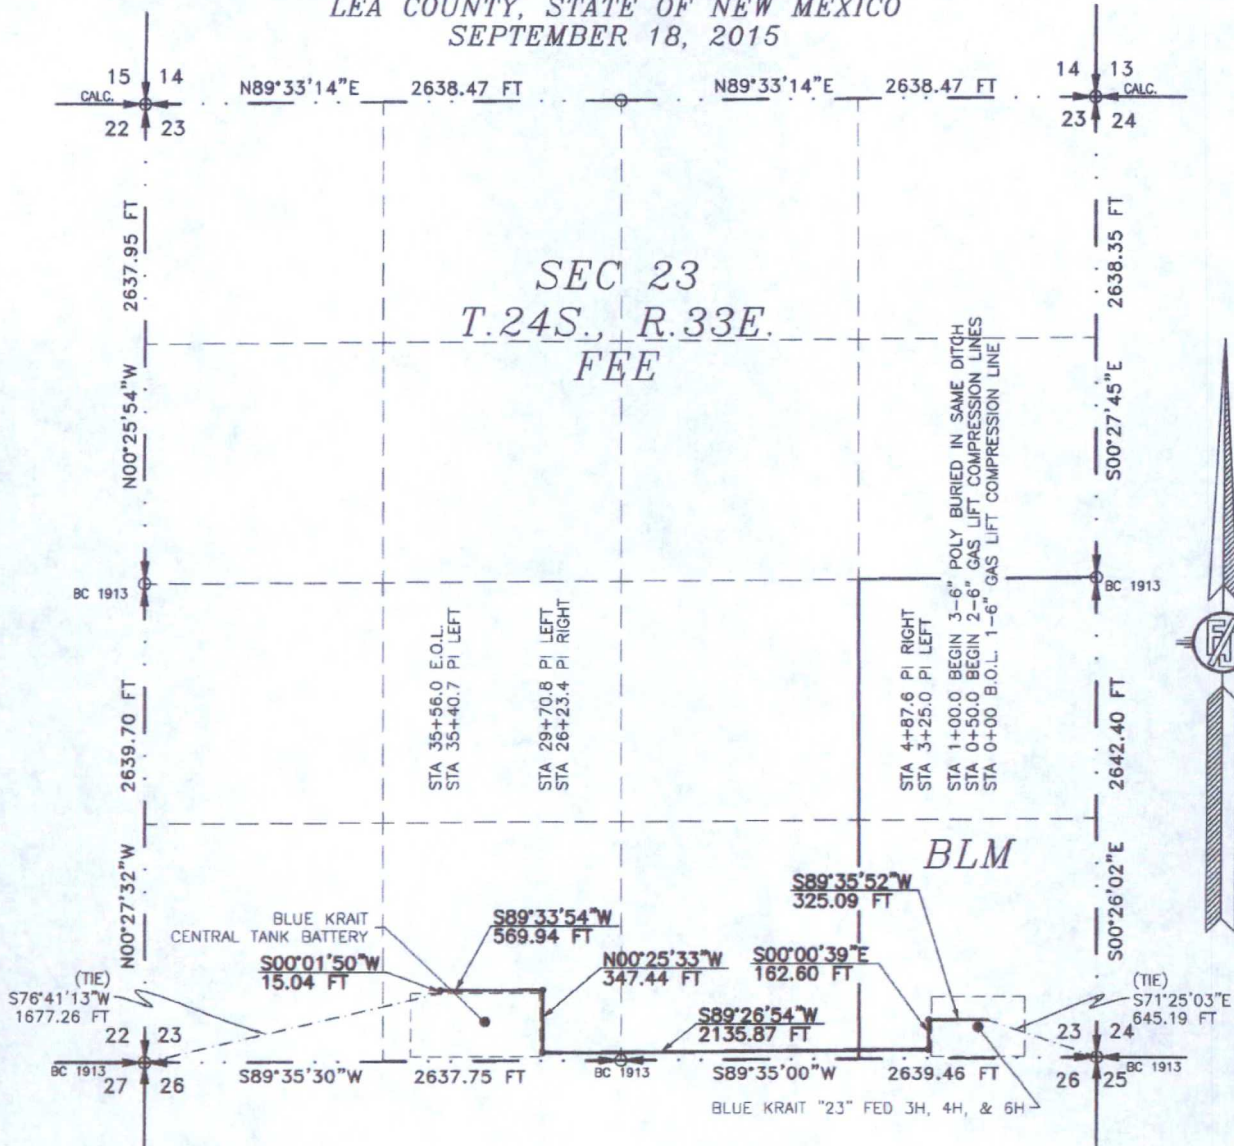 LEA COUNTY, STATE OF NEW MEXICO
SEPTEMBER 18, 2015
15 14
CALC.
22 23
N89°33'14"E 2638.47 FT
N89°33'14"E 2638.47 FT
14 13
CALC.
23 24
2637.95 FT
N00°25'54"W
2638.35 FT
S00°27'45"E
SEC 23
T.24S., R.33E.
FEE
BC 1913
BC 1913
STA 35+56.0 E.O.L.
STA 35+40.7 PI LEFT
STA 29+70.8 PI LEFT
STA 26+23.4 PI RIGHT
STA 4+87.6 PI RIGHT
STA 3+25.0 PI LEFT
STA 1+00.0 BEGIN 3-6" POLY BURIED IN SAME DITCH
STA 0+50.0 BEGIN 2-6" GAS LIFT COMPRESSION LINES
STA 0+00 B.O.L. 1-6" GAS LIFT COMPRESSION LINE
2639.70 FT
N00°27'32"W
2642.40 FT
S00°26'02"E
BLM
S89°35'52"W
325.09 FT
BLUE KRAIT
CENTRAL TANK BATTERY
S89°33'54"W
569.94 FT
S00°01'50"W
15.04 FT
N00°25'33"W
347.44 FT
S00°00'39"E
162.60 FT
S89°26'54"W
2135.87 FT
(TIE)
S76°41'13"W
1677.26 FT
(TIE)
S71°25'03"E
645.19 FT
22 23
BC 1913
27 26
S89°35'30"W 2637.75 FT
BC 1913
S89°35'00"W 2639.46 FT
23 24
BC 1913
26 25
BLUE KRAIT "23" FED 3H, 4H, & 6H